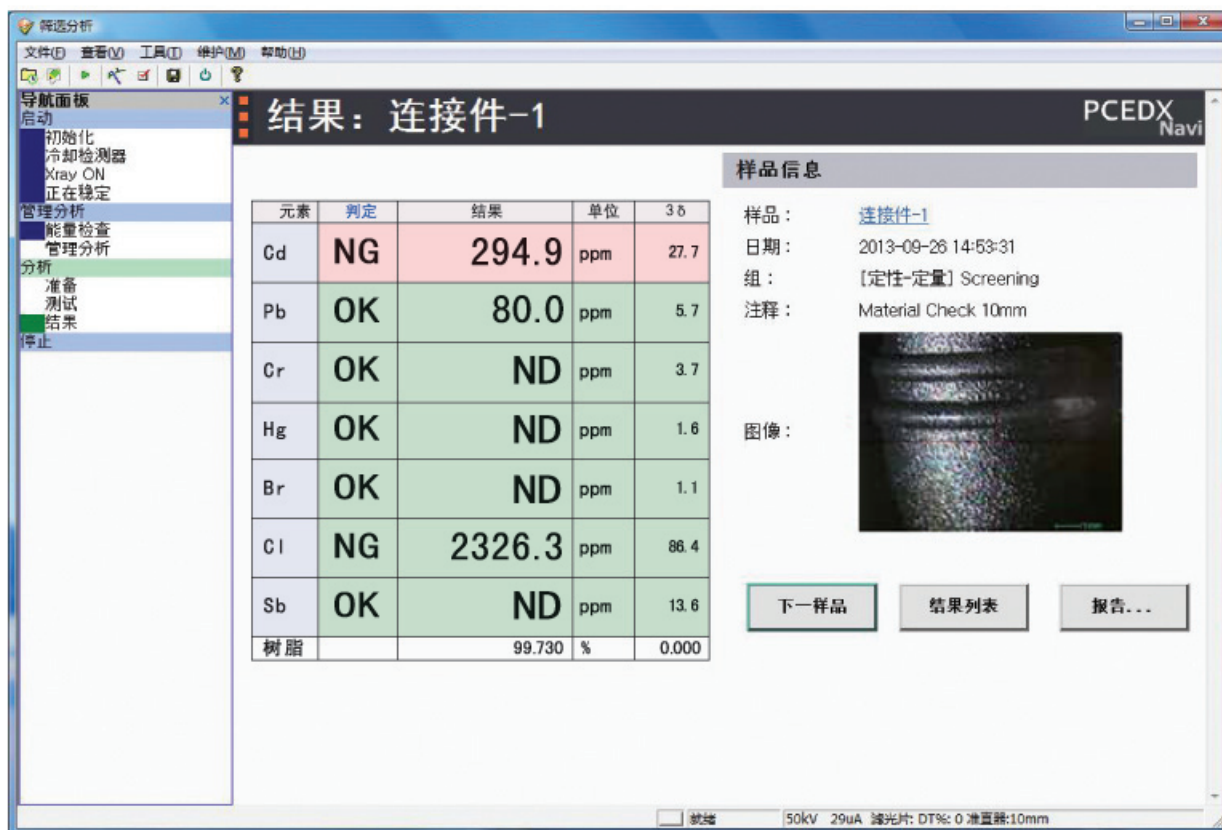 筛选分析
文件(F) 查看(V) 工具(T) 维护(M) 帮助(H)
导航面板
启动
初始化
冷却检测器
Xray ON
正在稳定
管理分析
能量检查
管理分析
分析
准备
测试
结果
停止
结果：连接件-1
PCEDX
Navi
元素 判定 结果 单位 3δ
Cd NG 294.9 ppm 27.7
Pb OK 80.0 ppm 5.7
Cr OK ND ppm 3.7
Hg OK ND ppm 1.6
Br OK ND ppm 1.1
Cl NG 2326.3 ppm 86.4
Sb OK ND ppm 13.6
树脂 99.730 % 0.000
样品信息
样品： 连接件-1
日期： 2013-09-26 14:53:31
组： [定性-定量] Screening
注释： Material Check 10mm
图像：
下一样品 结果列表 报告...
就绪 50kV 29uA 滤光片: DT%: 0 准直器:10mm